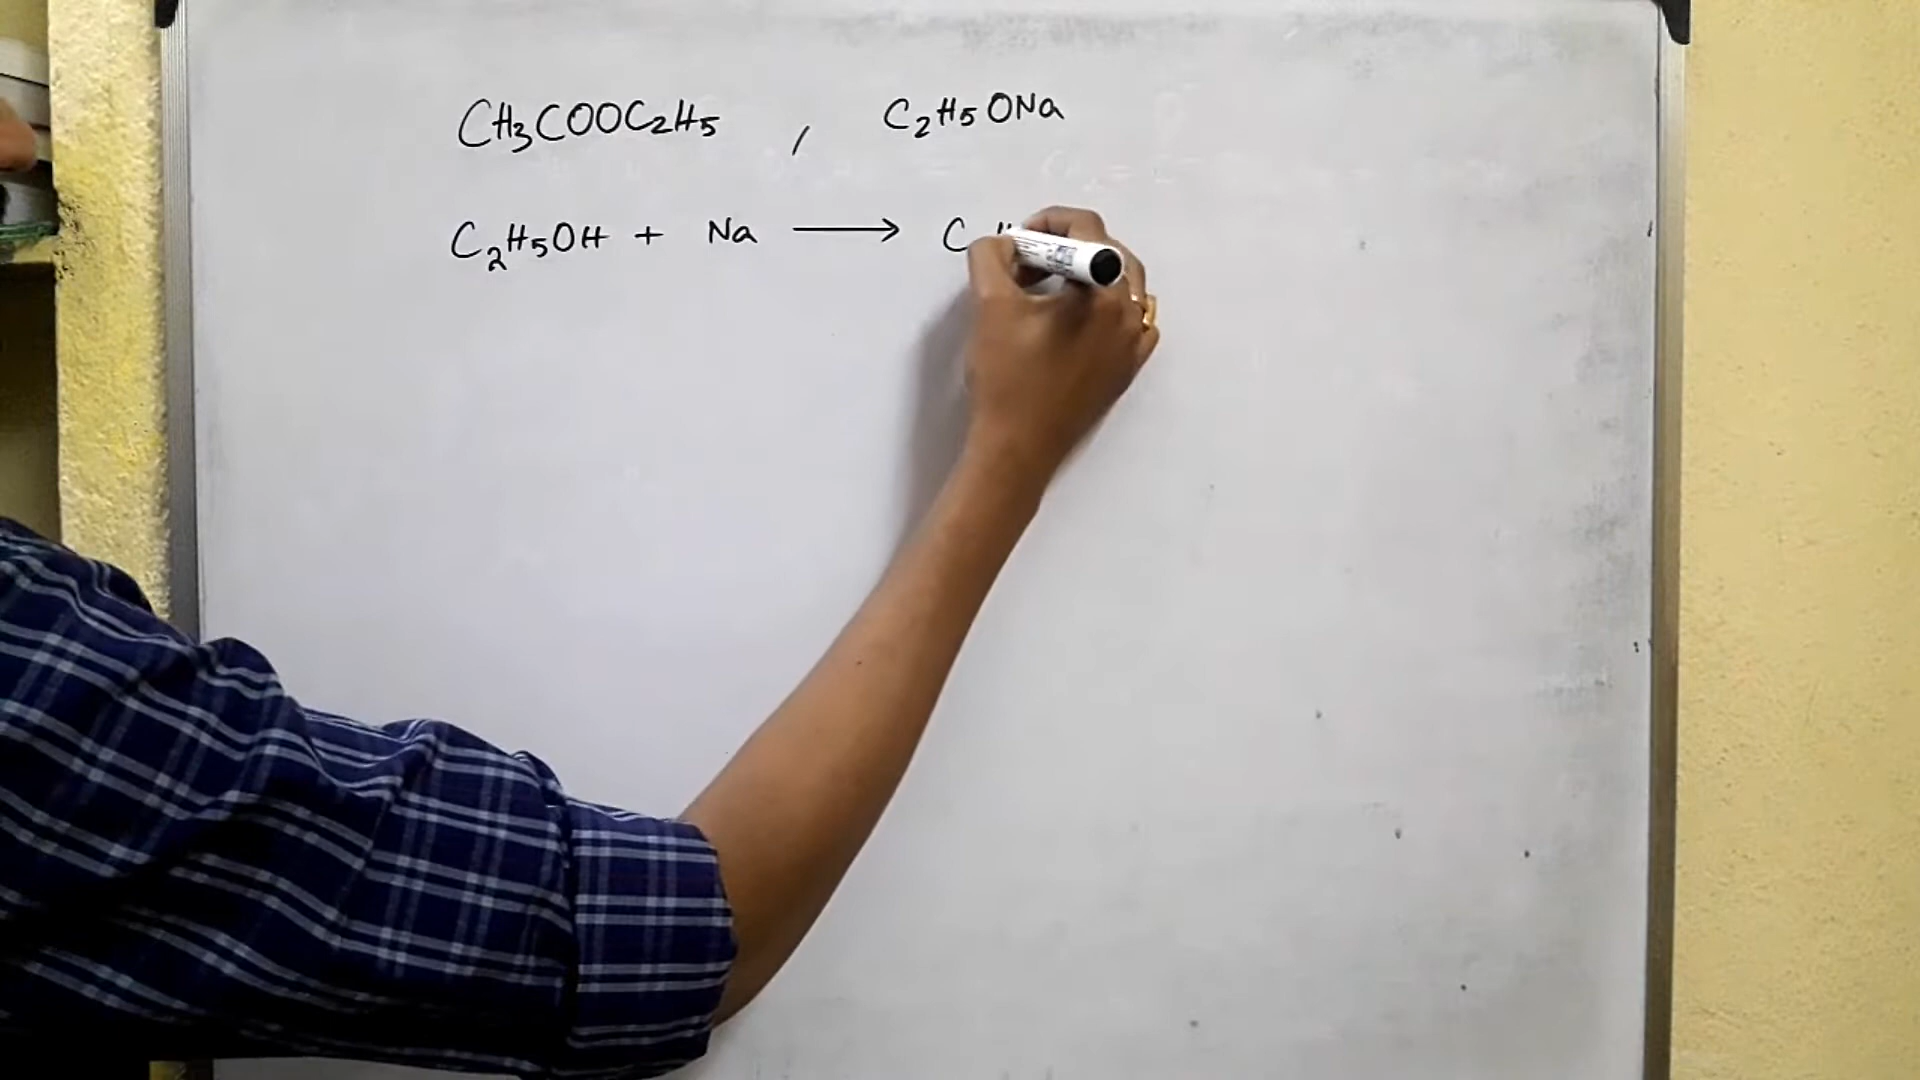 CH₃COOC₂H₅ , C₂H₅ONa
C₂H₅OH + Na ⟶ C